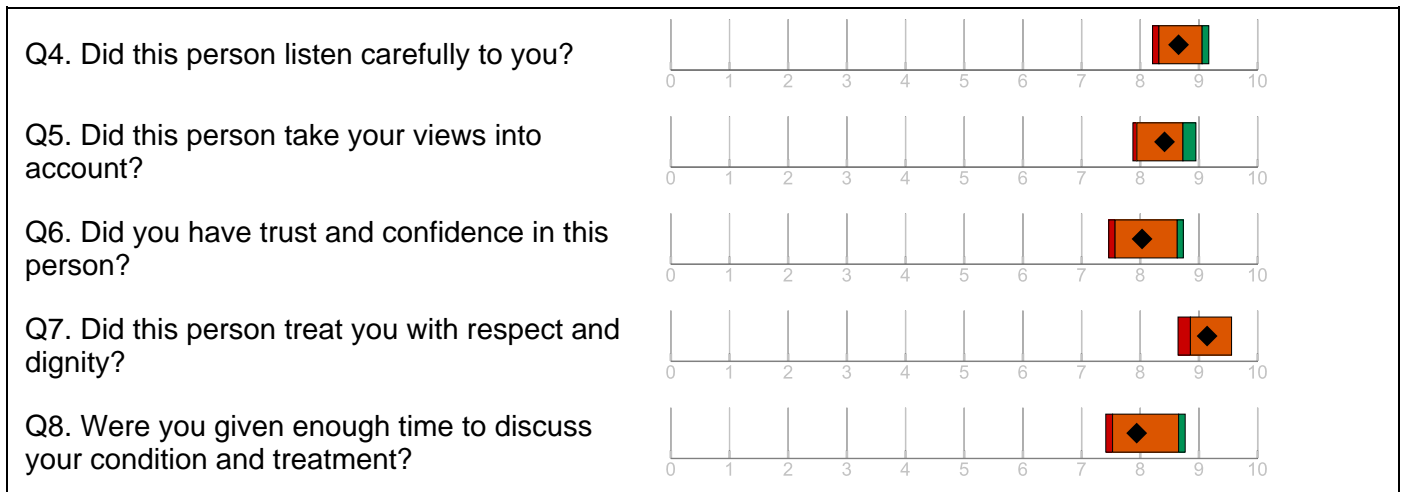 Q4. Did this person listen carefully to you?
0 1 2 3 4 5 6 7 8 9 10
Q5. Did this person take your views into
account?
0 1 2 3 4 5 6 7 8 9 10
Q6. Did you have trust and confidence in this
person?
0 1 2 3 4 5 6 7 8 9 10
Q7. Did this person treat you with respect and
dignity?
0 1 2 3 4 5 6 7 8 9 10
Q8. Were you given enough time to discuss
your condition and treatment?
0 1 2 3 4 5 6 7 8 9 10